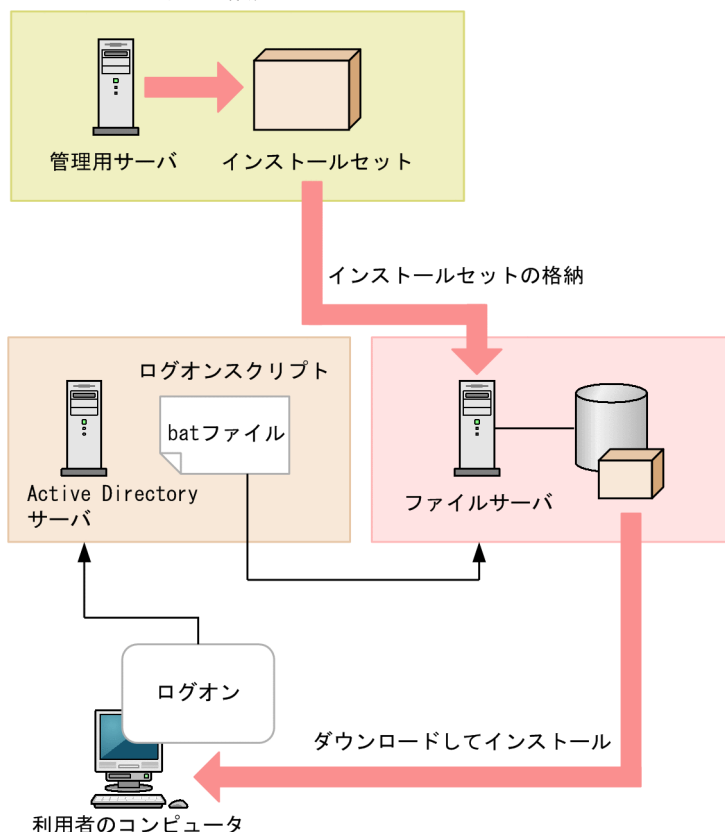 管理用サーバ
インストールセット
インストールセットの格納
ログオンスクリプト
batファイル
Active Directory
サーバ
ファイルサーバ
ログオン
ダウンロードしてインストール
利用者のコンピュータ